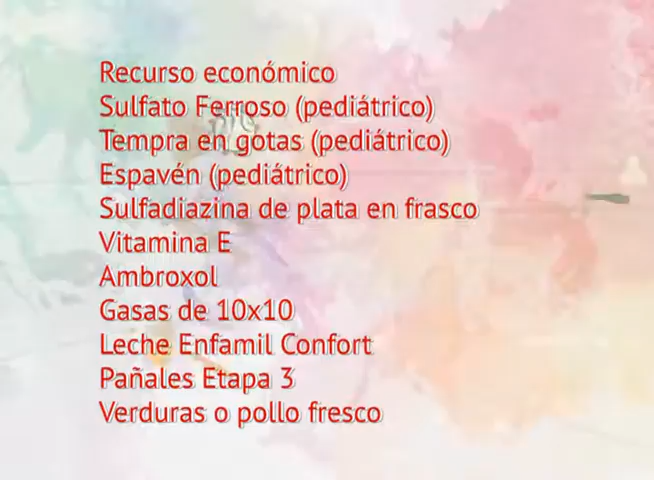 Recurso económico
Sulfato Ferroso (pediátrico)
Tempra en gotas (pediátrico)
Espavén (pediátrico)
Sulfadiazina de plata en frasco
Vitamina E
Ambroxol
Gasas de 10x10
Leche Enfamil Confort
Pañales Etapa 3
Verduras o pollo fresco